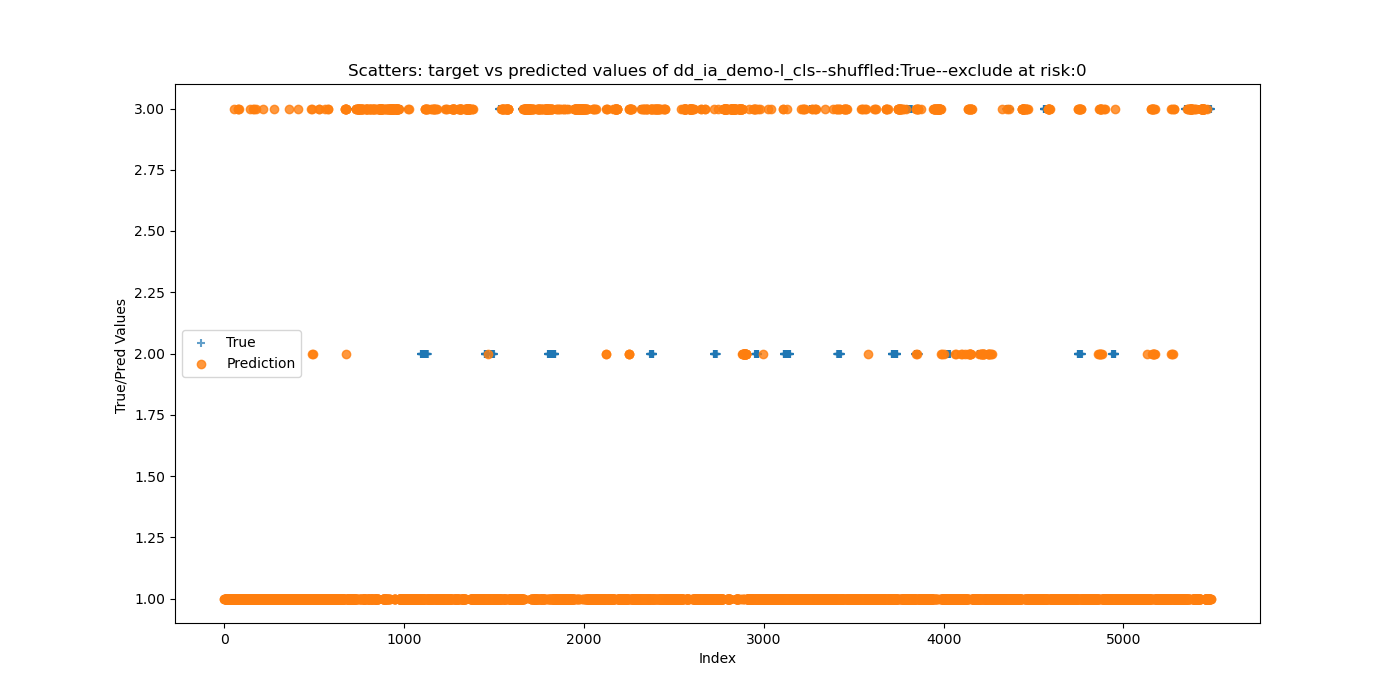 Scatters: target vs predicted values of dd_ia_demo-l_cls--shuffled:True--exclude at risk:0
3.00
2.75
2.50
2.25
2.00
1.75
1.50
1.25
1.00
True/Pred Values
True
Prediction
0 1000 2000 3000 4000 5000
Index